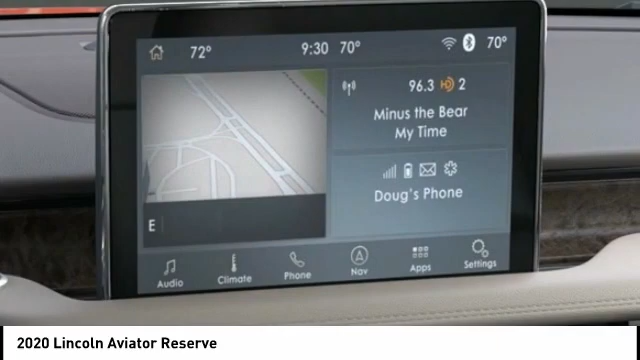 72° 9:30 70° 70°
96.3 HD 2
Minus the Bear
My Time
Doug's Phone
E
Audio Climate Phone Nav Apps Settings
2020 Lincoln Aviator Reserve